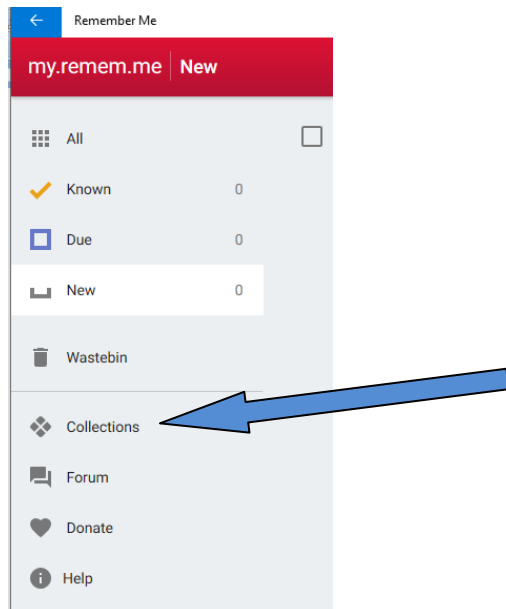 Remember Me
my.remem.me New
All
Known 0
Due 0
New 0
Wastebin
Collections
Forum
Donate
Help